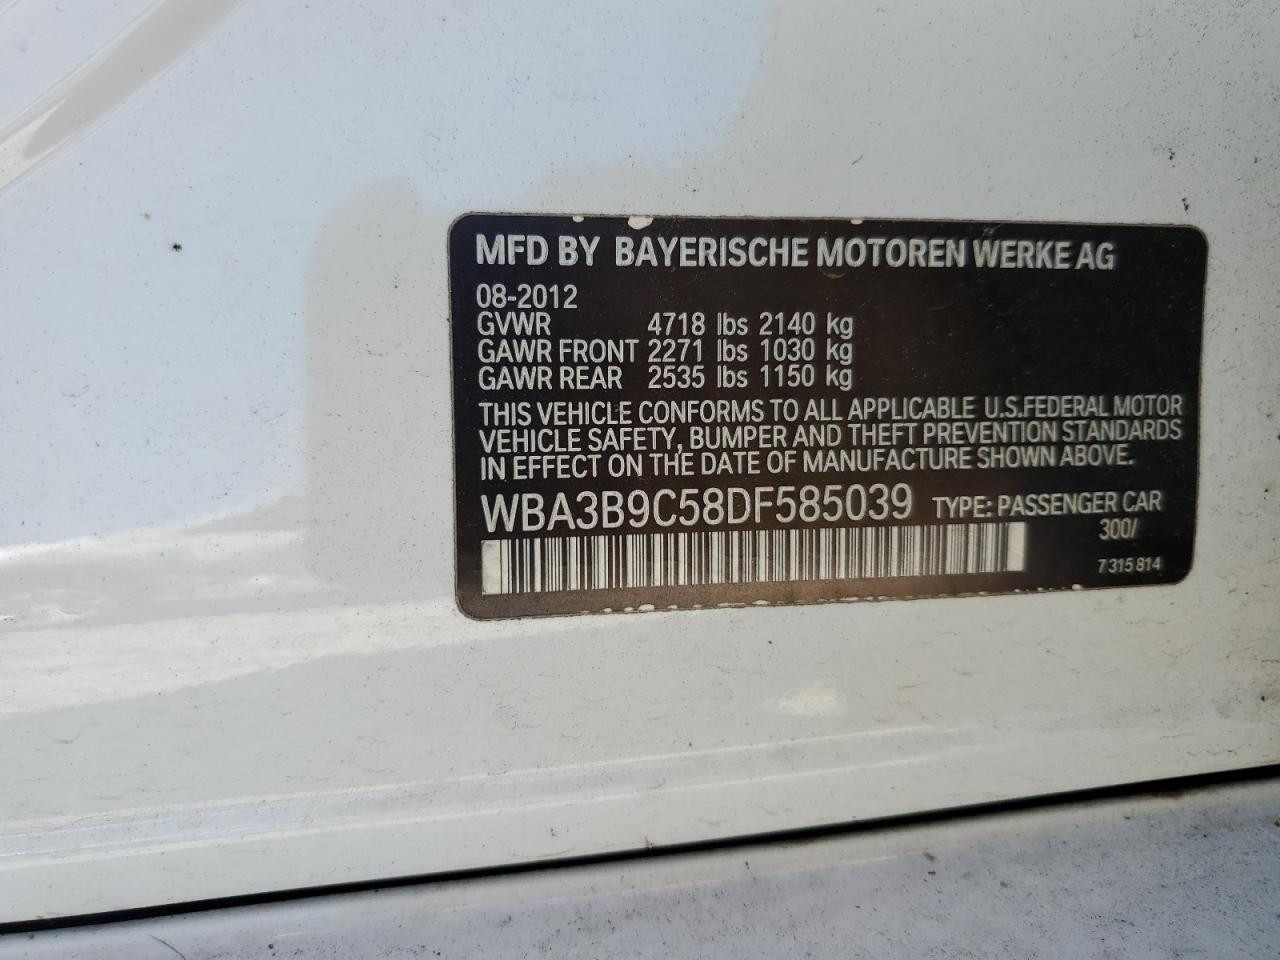 MFD BY BAYERISCHE MOTOREN WERKE AG
08-2012
GVWR 4718 lbs 2140 kg
GAWR FRONT 2271 lbs 1030 kg
GAWR REAR 2535 lbs 1150 kg
THIS VEHICLE CONFORMS TO ALL APPLICABLE U.S.FEDERAL MOTOR
VEHICLE SAFETY, BUMPER AND THEFT PREVENTION STANDARDS
IN EFFECT ON THE DATE OF MANUFACTURE SHOWN ABOVE.
WBA3B9C58DF585039 TYPE: PASSENGER CAR
300/
7 315 814